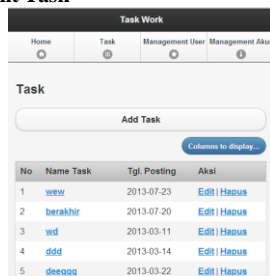 Task
Task Work
Home Task Management User Management Aku
Task
Add Task
Columns to display...
No Name Task Tgl. Posting Aksi
1 wew 2013-07-23 Edit | Hapus
2 berakhir 2013-07-20 Edit | Hapus
3 wd 2013-03-11 Edit | Hapus
4 ddd 2013-03-14 Edit | Hapus
5 deeggg 2013-03-22 Edit | Hapus